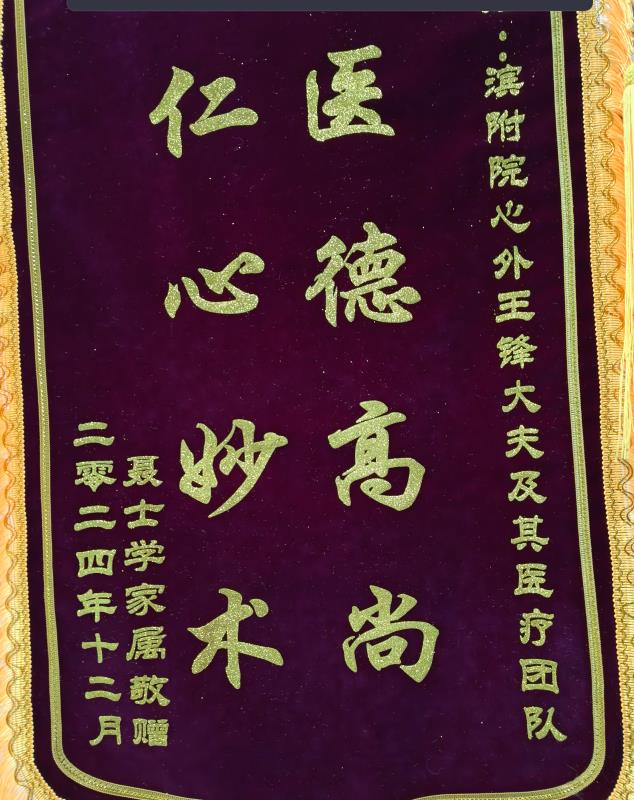 滨附院心外王锋大夫及其医疗团队
医德高尚
仁心妙术
聂士学家属敬赠
二零二四年十二月